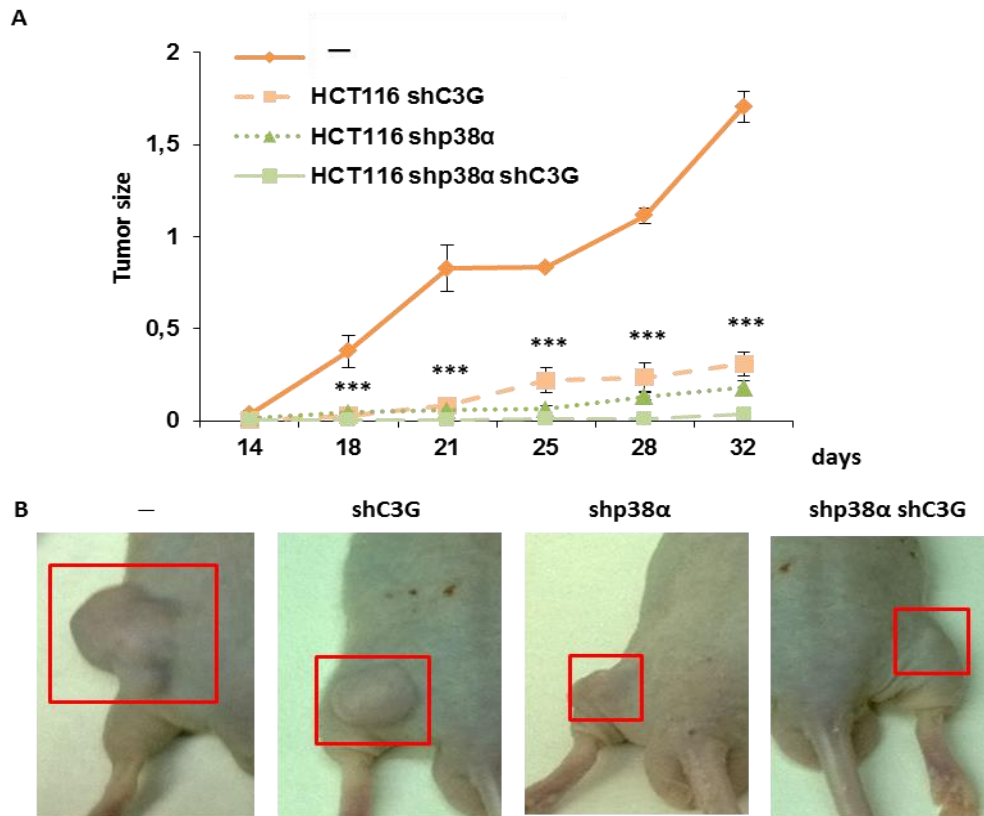 A
2
—
HCT116 shC3G
HCT116 shp38α
HCT116 shp38α shC3G
1,5
1
0,5
0
Tumor size
***
***
***
***
***
14 18 21 25 28 32
days
B — shC3G shp38α shp38α shC3G